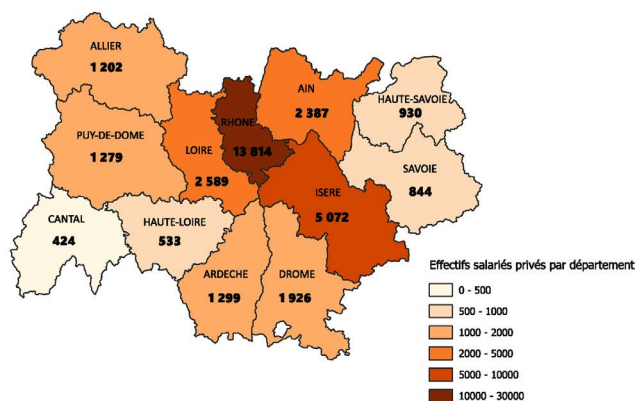 ALLIER
1 202
AIN
2 387
HAUTE-SAVOIE
930
RHONE
13 814
PUY-DE-DOME
1 279
LOIRE
2 589
SAVOIE
844
ISERE
5 072
CANTAL
424
HAUTE-LOIRE
533
ARDECHE
1 299
DROME
1 926
Effectifs salariés privés par département
0 - 500
500 - 1000
1000 - 2000
2000 - 5000
5000 - 10000
10000 - 30000